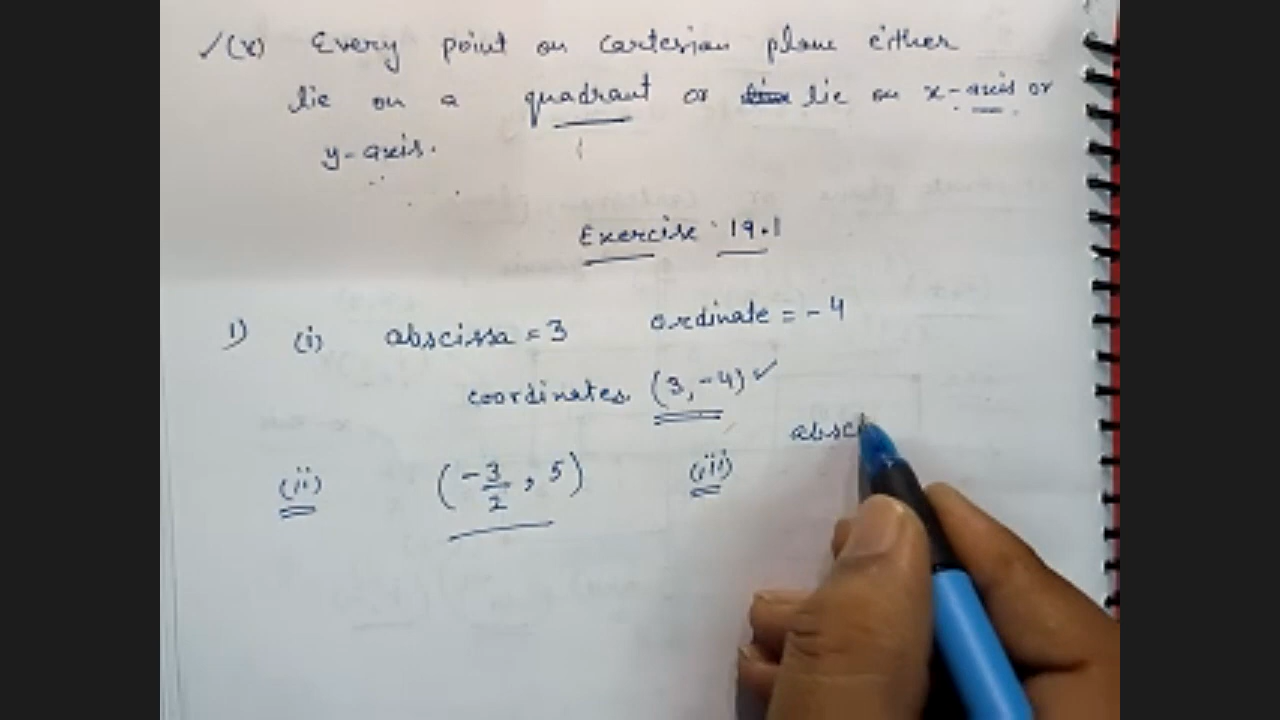 (x) Every point on cartesian plane either
lie on a quadrant or lie on x-axis or
y-axis.
Exercise 19.1
1) (i) abscissa = 3 ordinate = -4
coordinates (3, -4) ✓
(ii) (-3/2, 5) (iii) absci